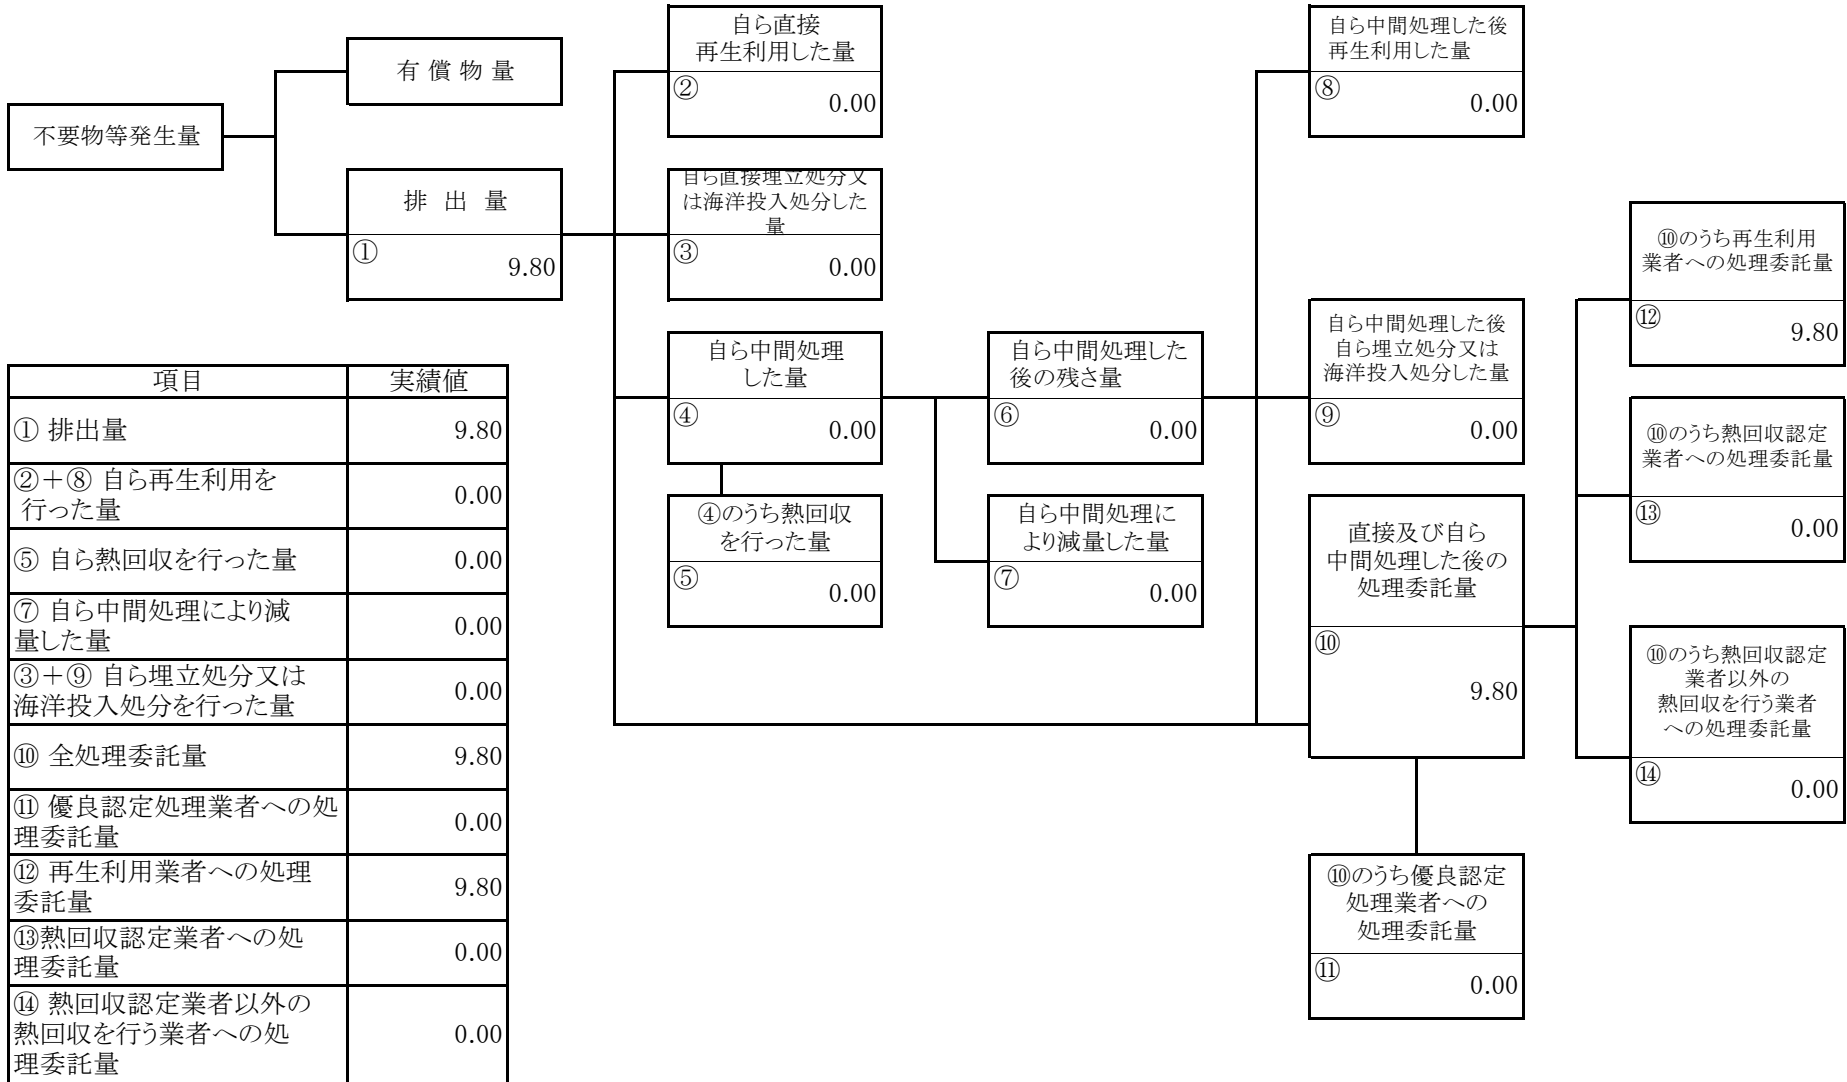 不要物等発生量
有 償 物 量
排 出 量
①
9.80
自ら直接
再生利用した量
②
0.00
自ら直接埋立処分又
は海洋投入処分した
量
③
0.00
自ら中間処理
した量
④
0.00
④のうち熱回収
を行った量
⑤
0.00
自ら中間処理した
後の残さ量
⑥
0.00
自ら中間処理に
より減量した量
⑦
0.00
自ら中間処理した後
再生利用した量
⑧
0.00
自ら中間処理した後
自ら埋立処分又は
海洋投入処分した量
⑨
0.00
直接及び自ら
中間処理した後の
処理委託量
⑩
9.80
⑩のうち優良認定
処理業者への
処理委託量
⑪
0.00
⑩のうち再生利用
業者への処理委託量
⑫
9.80
⑩のうち熱回収認定
業者への処理委託量
⑬
0.00
⑩のうち熱回収認定
業者以外の
熱回収を行う業者
への処理委託量
⑭
0.00
項目 実績値
① 排出量 9.80
②＋⑧ 自ら再生利用を
行った量 0.00
⑤ 自ら熱回収を行った量 0.00
⑦ 自ら中間処理により減
量した量 0.00
③＋⑨ 自ら埋立処分又は
海洋投入処分を行った量 0.00
⑩ 全処理委託量 9.80
⑪ 優良認定処理業者への処
理委託量 0.00
⑫ 再生利用業者への処理
委託量 9.80
⑬熱回収認定業者への処
理委託量 0.00
⑭ 熱回収認定業者以外の
熱回収を行う業者への処
理委託量 0.00